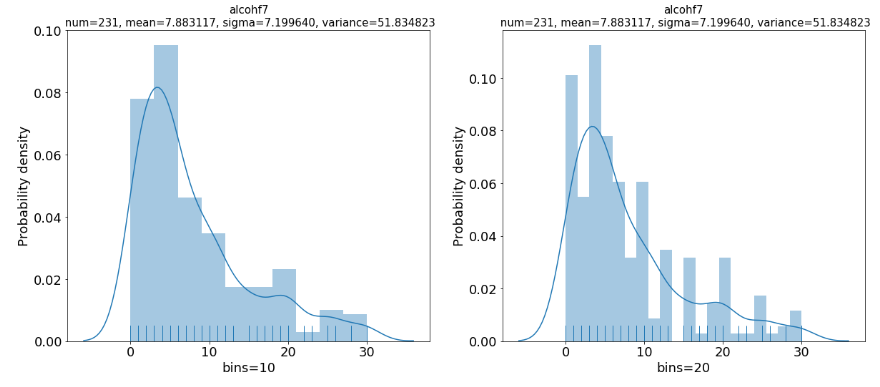 alcohf7
num=231, mean=7.883117, sigma=7.199640, variance=51.834823
0.10
0.08
0.06
0.04
0.02
0.00
Probability density
0
10
20
30
bins=10
alcohf7
num=231, mean=7.883117, sigma=7.199640, variance=51.834823
0.10
0.08
0.06
0.04
0.02
0.00
Probability density
0
10
20
30
bins=20